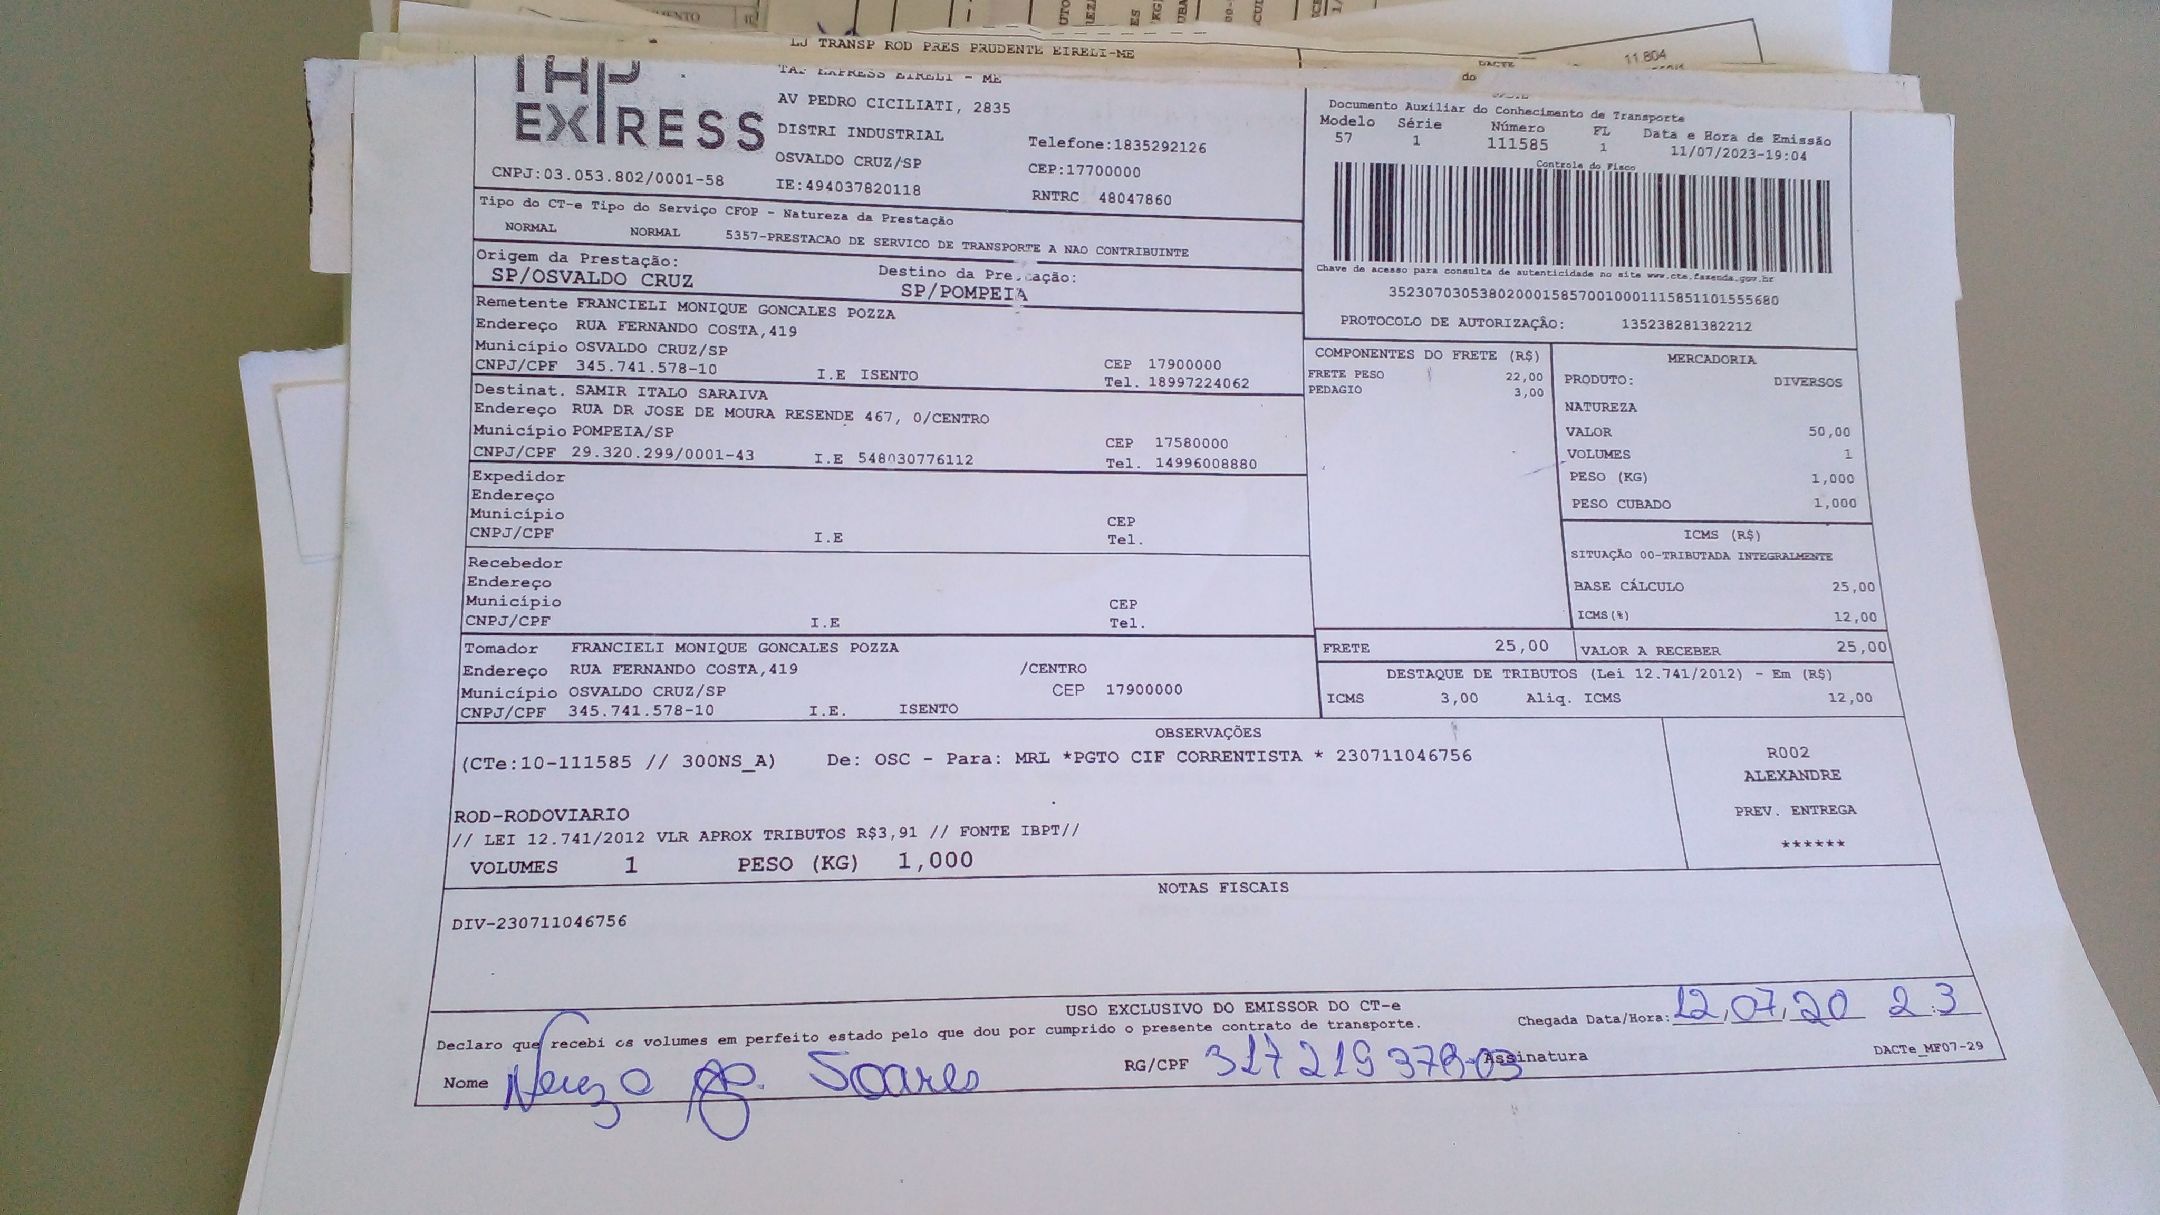 LJ TRANSP ROD PRES PRUDENTE EIRELI-ME
11.804
DACTE
do
TAP
EXPRESS
CNPJ:03.053.802/0001-58
TAP EXPRESS EIRELI - ME
AV PEDRO CICILIATI, 2835
DISTRI INDUSTRIAL
OSVALDO CRUZ/SP
IE:494037820118
Telefone:1835292126
CEP:17700000
RNTRC 48047860
Documento Auxiliar do Conhecimento de Transporte
Modelo Série Número FL Data e Hora de Emissão
57 1 111585 1 11/07/2023-19:04
Controle do Fisco
Chave de acesso para consulta de autenticidade no site www.cte.fazenda.gov.br
35230703053802000158570010001115851101555680
PROTOCOLO DE AUTORIZAÇÃO: 135238281382212
Tipo do CT-e Tipo do Serviço CFOP - Natureza da Prestação
NORMAL NORMAL 5357-PRESTACAO DE SERVICO DE TRANSPORTE A NAO CONTRIBUINTE
Origem da Prestação: Destino da Prestação:
SP/OSVALDO CRUZ SP/POMPEIA
Remetente FRANCIELI MONIQUE GONCALES POZZA
Endereço RUA FERNANDO COSTA,419
Município OSVALDO CRUZ/SP CEP 17900000
CNPJ/CPF 345.741.578-10 I.E ISENTO Tel. 18997224062
Destinat. SAMIR ITALO SARAIVA
Endereço RUA DR JOSE DE MOURA RESENDE 467, 0/CENTRO
Município POMPEIA/SP CEP 17580000
CNPJ/CPF 29.320.299/0001-43 I.E 548030776112 Tel. 14996008880
Expedidor
Endereço
Município CEP
CNPJ/CPF I.E Tel.
Recebedor
Endereço
Município CEP
CNPJ/CPF I.E Tel.
Tomador FRANCIELI MONIQUE GONCALES POZZA
Endereço RUA FERNANDO COSTA,419 /CENTRO
Município OSVALDO CRUZ/SP CEP 17900000
CNPJ/CPF 345.741.578-10 I.E. ISENTO
COMPONENTES DO FRETE (R$)
FRETE PESO 22,00
PEDAGIO 3,00
MERCADORIA
PRODUTO: DIVERSOS
NATUREZA
VALOR 50,00
VOLUMES 1
PESO (KG) 1,000
PESO CUBADO 1,000
ICMS (R$)
SITUAÇÃO 00-TRIBUTADA INTEGRALMENTE
BASE CÁLCULO 25,00
ICMS(%) 12,00
FRETE 25,00 VALOR A RECEBER 25,00
DESTAQUE DE TRIBUTOS (Lei 12.741/2012) - Em (R$)
ICMS 3,00 Aliq. ICMS 12,00
OBSERVAÇÕES
(CTe:10-111585 // 300NS_A) De: OSC - Para: MRL *PGTO CIF CORRENTISTA * 230711046756
ROD-RODOVIARIO
// LEI 12.741/2012 VLR APROX TRIBUTOS R$3,91 // FONTE IBPT//
VOLUMES 1 PESO (KG) 1,000
R002
ALEXANDRE
PREV. ENTREGA
******
NOTAS FISCAIS
DIV-230711046756
USO EXCLUSIVO DO EMISSOR DO CT-e
Declaro que recebi os volumes em perfeito estado pelo que dou por cumprido o presente contrato de transporte.
Chegada Data/Hora: 12,07,20 23
Nome Soares RG/CPF 317219378-03 Assinatura
DACTe_MF07-29